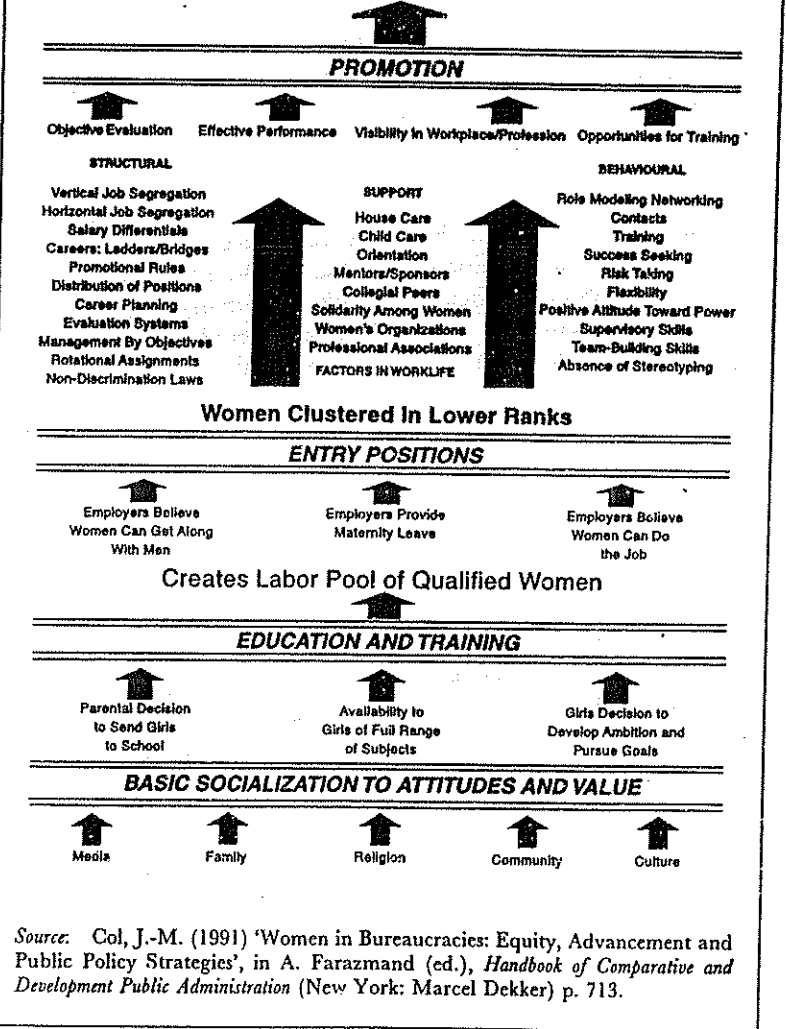 PROMOTION
Objective Evaluation
Effective Performance
Visibility In Workplace/Profession
Opportunities for Training
STRUCTURAL
Vertical Job Segregation
Horizontal Job Segregation
Salary Differentials
Careers: Ladders/Bridges
Promotional Rules
Distribution of Positions
Career Planning
Evaluation Systems
Management By Objectives
Rotational Assignments
Non-Discrimination Laws
SUPPORT
House Care
Child Care
Orientation
Mentors/Sponsors
Collegial Peers
Solidarity Among Women
Women's Organizations
Professional Associations
FACTORS IN WORKLIFE
BEHAVIOURAL
Role Modeling Networking
Contacts
Training
Success Seeking
Risk Taking
Flexibility
Positive Attitude Toward Power
Supervisory Skills
Team-Building Skills
Absence of Stereotyping
Women Clustered In Lower Ranks
ENTRY POSITIONS
Employers Believe
Women Can Get Along
With Men
Employers Provide
Maternity Leave
Employers Believe
Women Can Do
the Job
Creates Labor Pool of Qualified Women
EDUCATION AND TRAINING
Parental Decision
to Send Girls
to School
Availability to
Girls of Full Range
of Subjects
Girls Decision to
Develop Ambition and
Pursue Goals
BASIC SOCIALIZATION TO ATTITUDES AND VALUE
Media
Family
Religion
Community
Culture
Source: Col, J.-M. (1991) 'Women in Bureaucracies: Equity, Advancement and
Public Policy Strategies', in A. Farazmand (ed.), Handbook of Comparative and
Development Public Administration (New York: Marcel Dekker) p. 713.